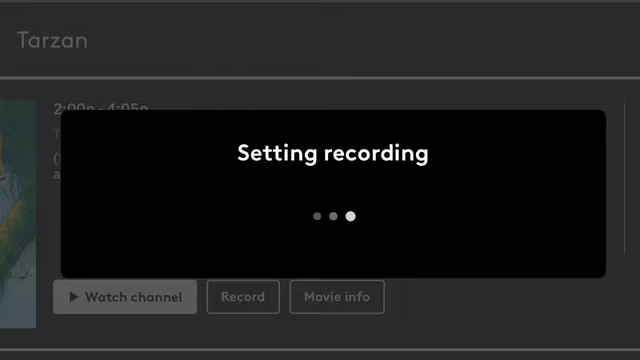 Tarzan
2:00p - 4:05p
Setting recording
Watch channel
Record
Movie info